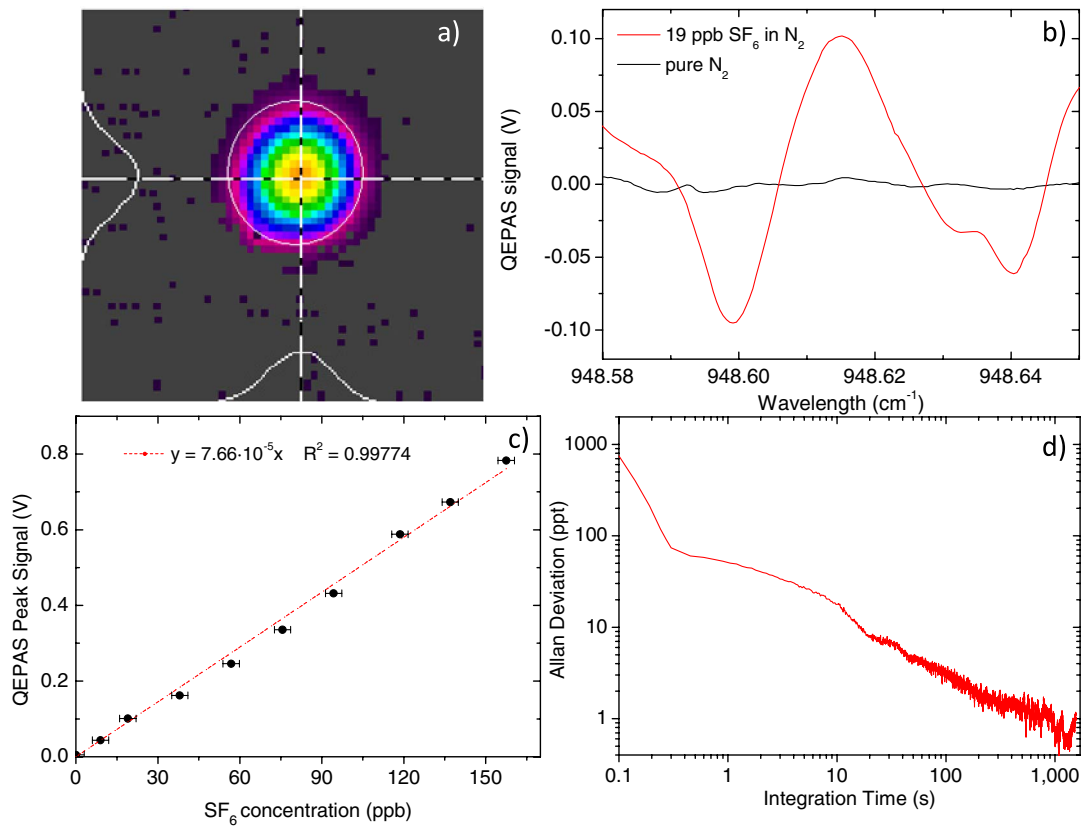 a)
b)
19 ppb SF₆ in N₂
pure N₂
0.10
0.05
0.00
-0.05
-0.10
QEPAS signal (V)
948.58 948.60 948.62 948.64
Wavelength (cm⁻¹)
c)
y = 7.66·10⁻⁵x R² = 0.99774
0.8
0.6
0.4
0.2
0.0
QEPAS Peak Signal (V)
0 30 60 90 120 150
SF₆ concentration (ppb)
d)
1000
100
10
1
Allan Deviation (ppt)
0.1 1 10 100 1,000
Integration Time (s)